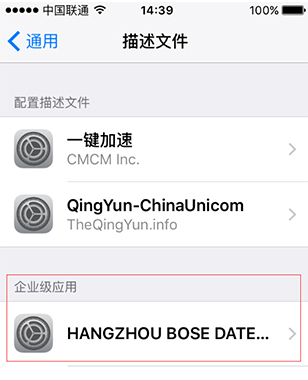 中国联通 14:39 100%
通用 描述文件
配置描述文件
一键加速
CMCM Inc.
QingYun-ChinaUnicom
TheQingYun.info
企业级应用
HANGZHOU BOSE DATE...